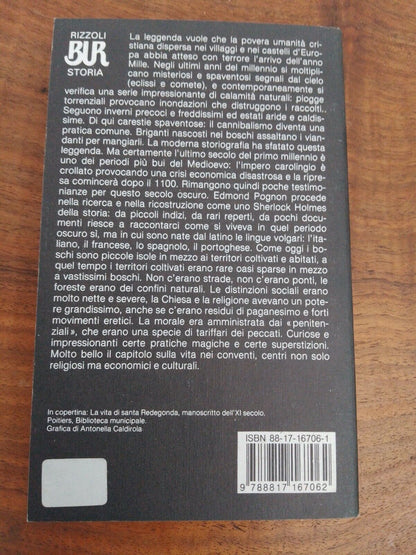 RIZZOLI
BUR
STORIA
La leggenda vuole che la povera umanità cri-
stiana dispersa nei villaggi e nei castelli d'Euro-
pa abbia atteso con terrore l'arrivo dell'anno
Mille. Negli ultimi anni del millennio si moltipli-
cano misteriosi e spaventosi segnali dal cielo
(eclissi e comete), e contemporaneamente si
verifica una serie impressionante di calamità naturali: piogge
torrenziali provocano inondazioni che distruggono i raccolti..
Seguono inverni precoci e freddissimi ed estati aride e caldis-
sime. Di qui carestie spaventose: il cannibalismo diventa una
pratica comune. Briganti nascosti nei boschi assaltano i vian-
danti per mangiarli. La moderna storiografia ha sfatato questa
leggenda. Ma certamente l'ultimo secolo del primo millennio è
uno dei periodi più bui del Medioevo: l'impero carolingio è
crollato provocando una crisi economica disastrosa e la ripre-
sa comincerà dopo il 1100. Rimangono quindi poche testimo-
nianze per questo secolo oscuro. Edmond Pognon procede
nella ricerca e nella ricostruzione come uno Sherlock Holmes
della storia: da piccoli indizi, da rari reperti, da pochi docu-
menti riesce a raccontarci come si viveva in quel periodo
oscuro sì, ma in cui sono nate dal latino le lingue volgari: l'ita-
liano, il francese, lo spagnolo, il portoghese. Come oggi i bo-
schi sono piccole isole in mezzo ai territori coltivati e abitati, a
quel tempo i territori coltivati erano rare oasi sparse in mezzo
a vastissimi boschi. Non c'erano strade, non c'erano ponti, le
foreste erano dei confini naturali. Le distinzioni sociali erano
molto nette e severe, la Chiesa e la religione avevano un pote-
re grandissimo, anche se c'erano residui di paganesimo e forti
movimenti eretici. La morale era amministrata dai «peniten-
ziali», che erano una specie di tariffari dei peccati. Curiose e
impressionanti certe pratiche magiche e certe superstizioni.
Molto bello il capitolo sulla vita nei conventi, centri non solo
religiosi ma economici e culturali.
In copertina: La vita di santa Redegonda, manoscritto dell'XI secolo.
Poitiers, Biblioteca municipale.
Grafica di Antonella Caldirola
ISBN 88-17-16706-1
9 788817 167062